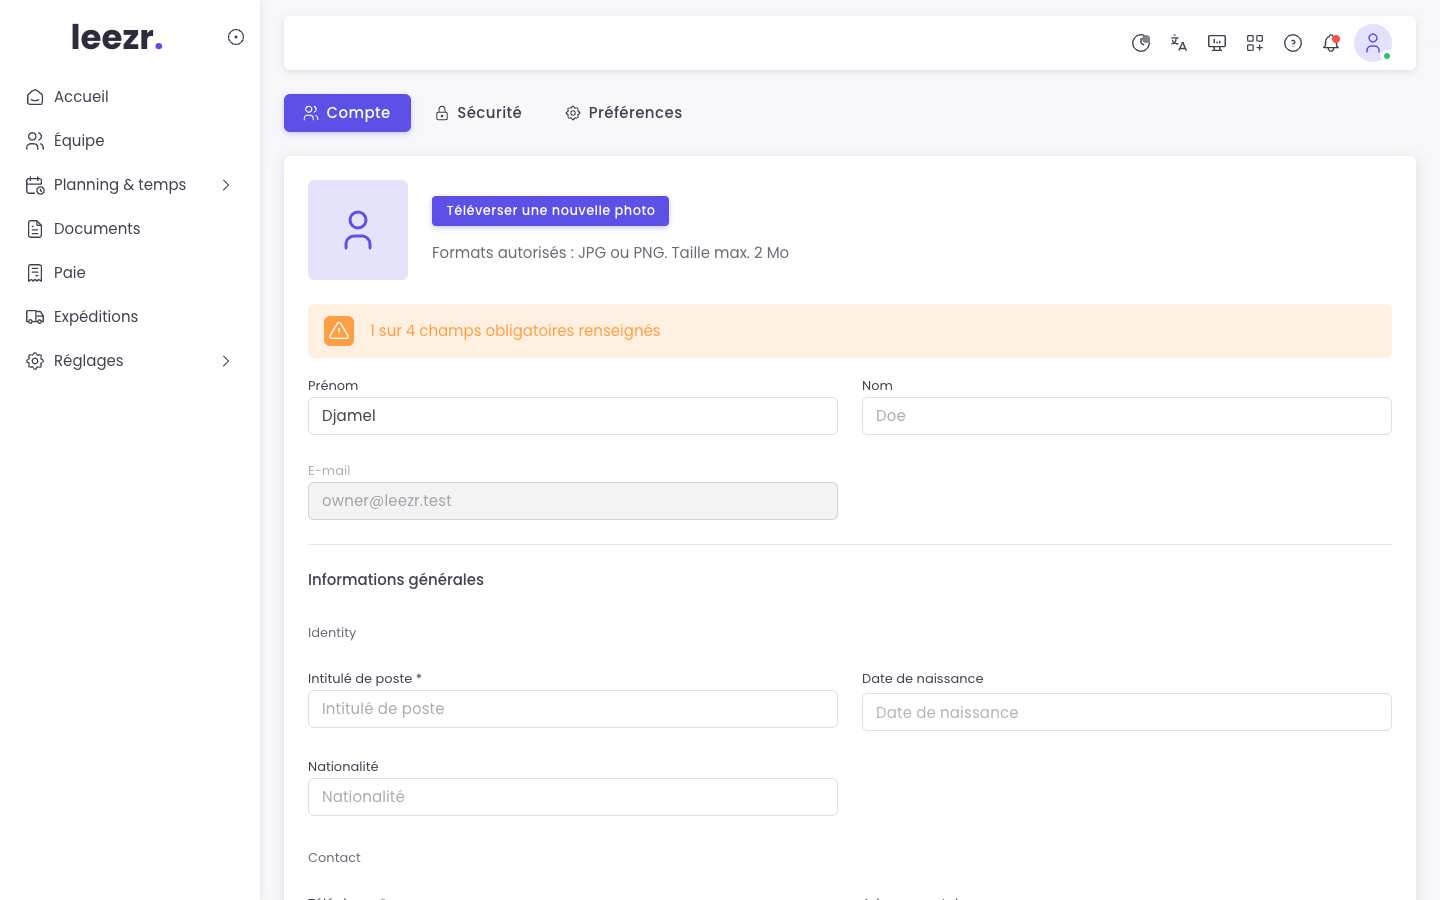 leezr.
Accueil
Équipe
Planning & temps
Documents
Paie
Expéditions
Réglages
Compte
Sécurité
Préférences
Téléverser une nouvelle photo
Formats autorisés : JPG ou PNG. Taille max. 2 Mo
1 sur 4 champs obligatoires renseignés
Prénom
Nom
Djamel
Doe
E-mail
owner@leezr.test
Informations générales
Identity
Intitulé de poste *
Date de naissance
Intitulé de poste
Date de naissance
Nationalité
Nationalité
Contact